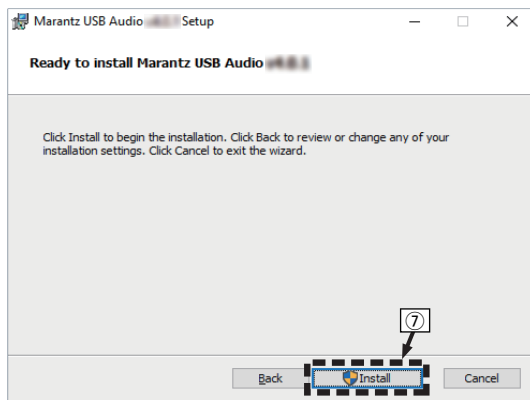 Marantz USB Audio Setup
Ready to install Marantz USB Audio
Click Install to begin the installation. Click Back to review or change any of your
installation settings. Click Cancel to exit the wizard.
⑦
Back Install Cancel